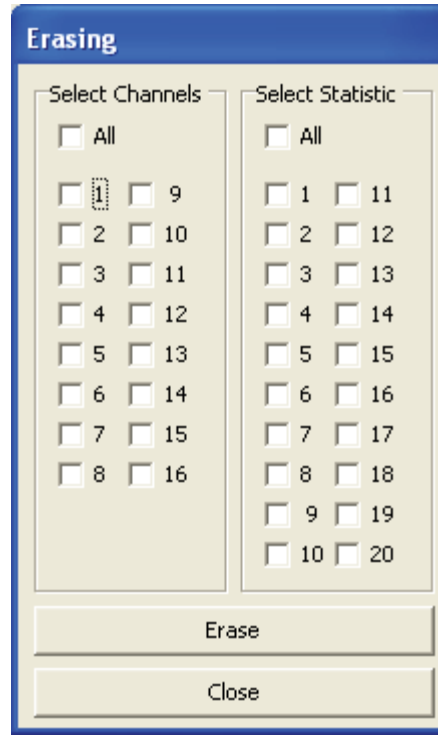 Erasing
Select Channels Select Statistic
All All
1 9 1 11
2 10 2 12
3 11 3 13
4 12 4 14
5 13 5 15
6 14 6 16
7 15 7 17
8 16 8 18
9 19
10 20
Erase
Close